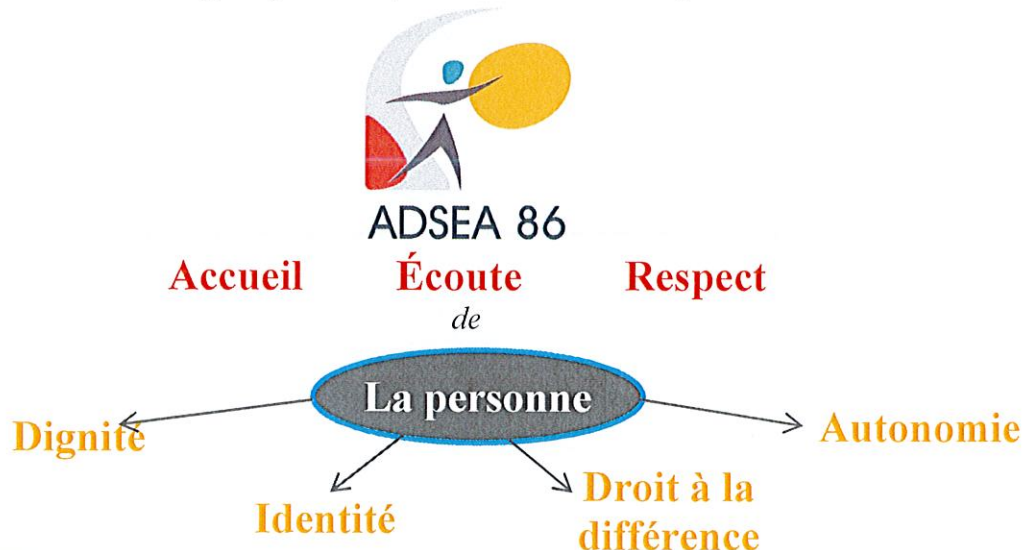 ADSEA 86
Accueil Écoute Respect
de
La personne
Dignité
Autonomie
Identité
Droit à la
différence